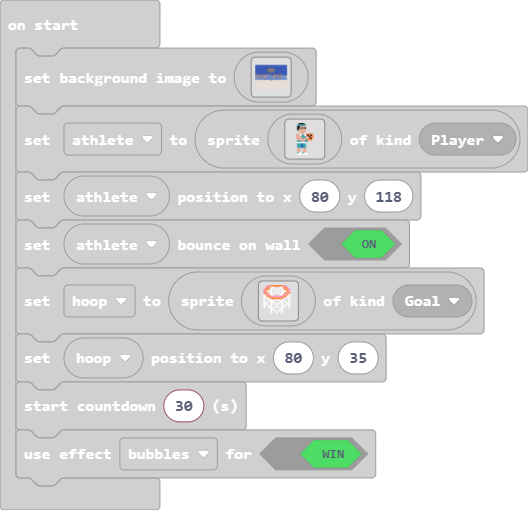 on start
set background image to
set athlete to sprite of kind Player
set athlete position to x 80 y 118
set athlete bounce on wall ON
set hoop to sprite of kind Goal
set hoop position to x 80 y 35
start countdown 30 (s)
use effect bubbles for WIN